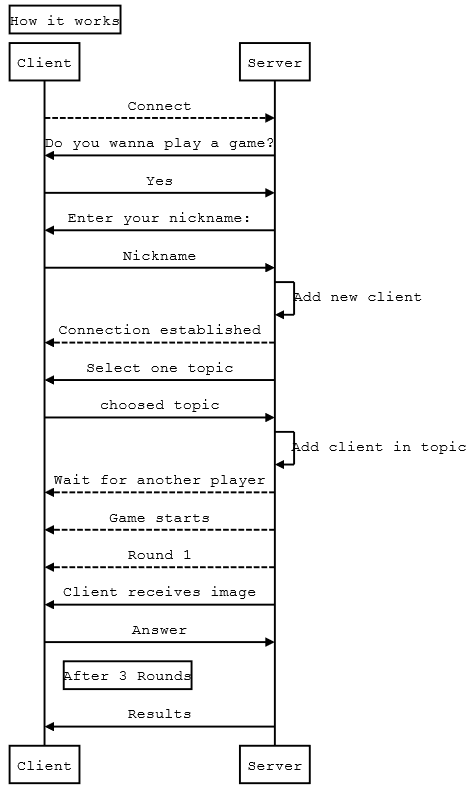 How it works
Client
Server
Connect
Do you wanna play a game?
Yes
Enter your nickname:
Nickname
Add new client
Connection established
Select one topic
choosed topic
Add client in topic
Wait for another player
Game starts
Round 1
Client receives image
Answer
After 3 Rounds
Results
Client
Server